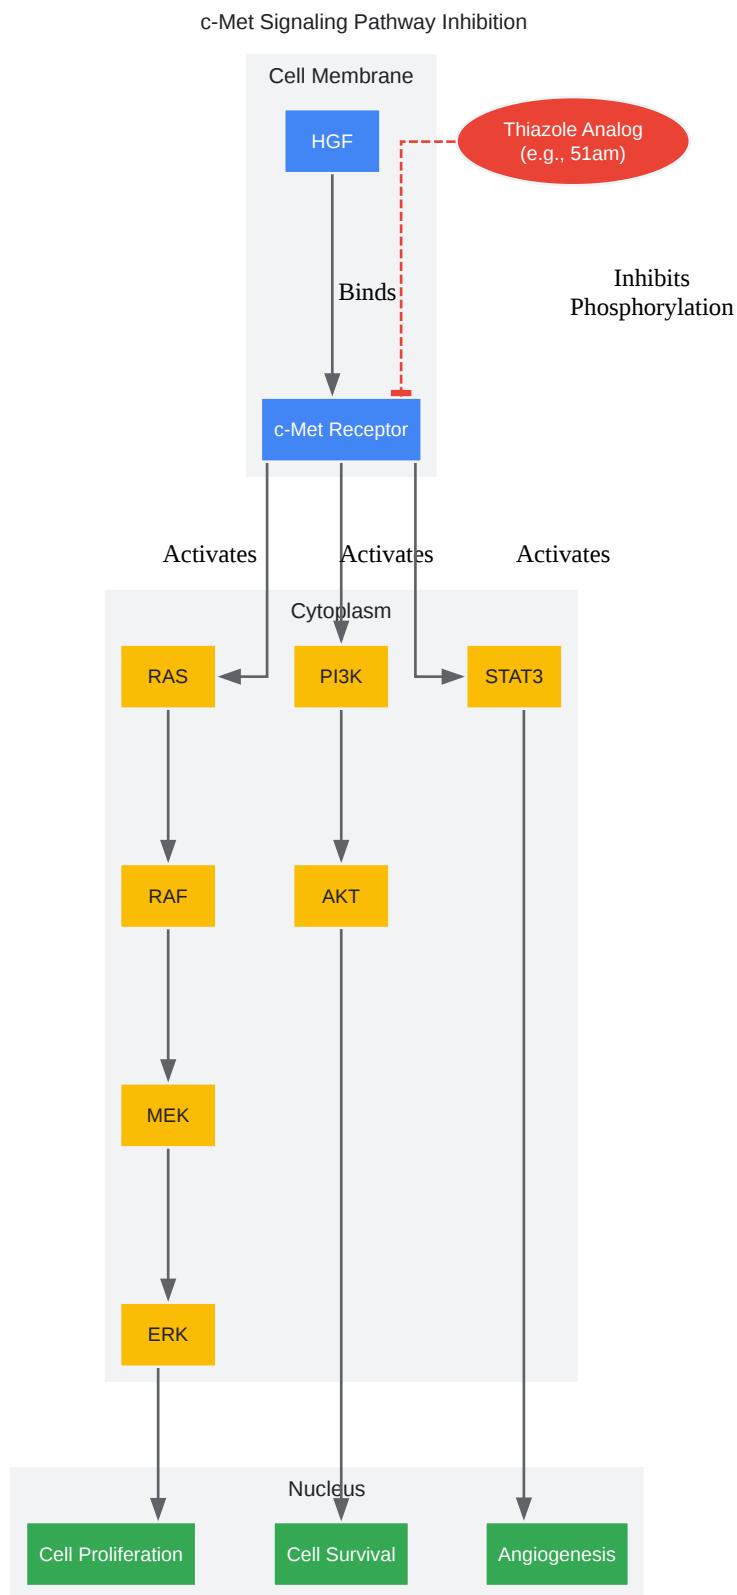 c-Met Signaling Pathway Inhibition
Cell Membrane
HGF
Thiazole Analog
(e.g., 51am)
Binds
Inhibits
Phosphorylation
c-Met Receptor
Activates
Activates
Activates
Cytoplasm
RAS
PI3K
STAT3
RAF
AKT
MEK
ERK
Nucleus
Cell Proliferation
Cell Survival
Angiogenesis